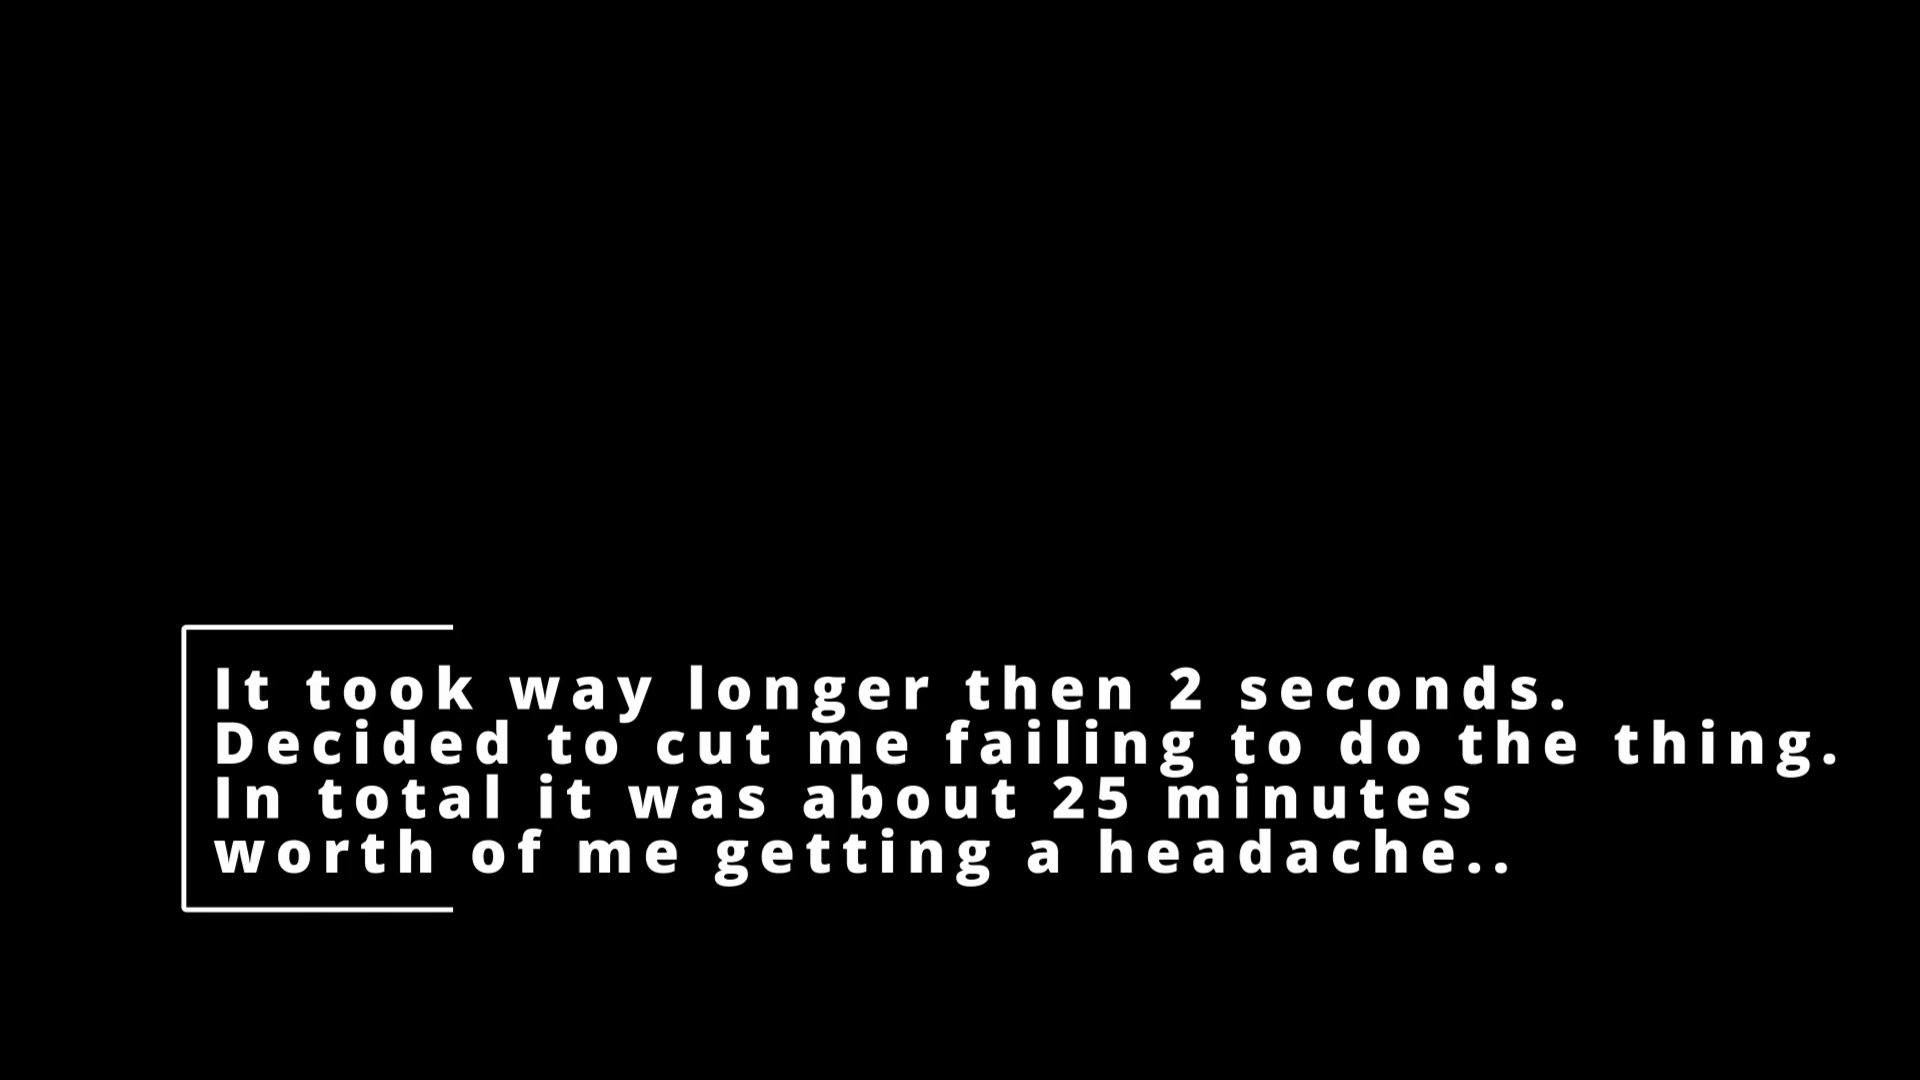 It took way longer then 2 seconds.
Decided to cut me failing to do the thing.
In total it was about 25 minutes
worth of me getting a headache..